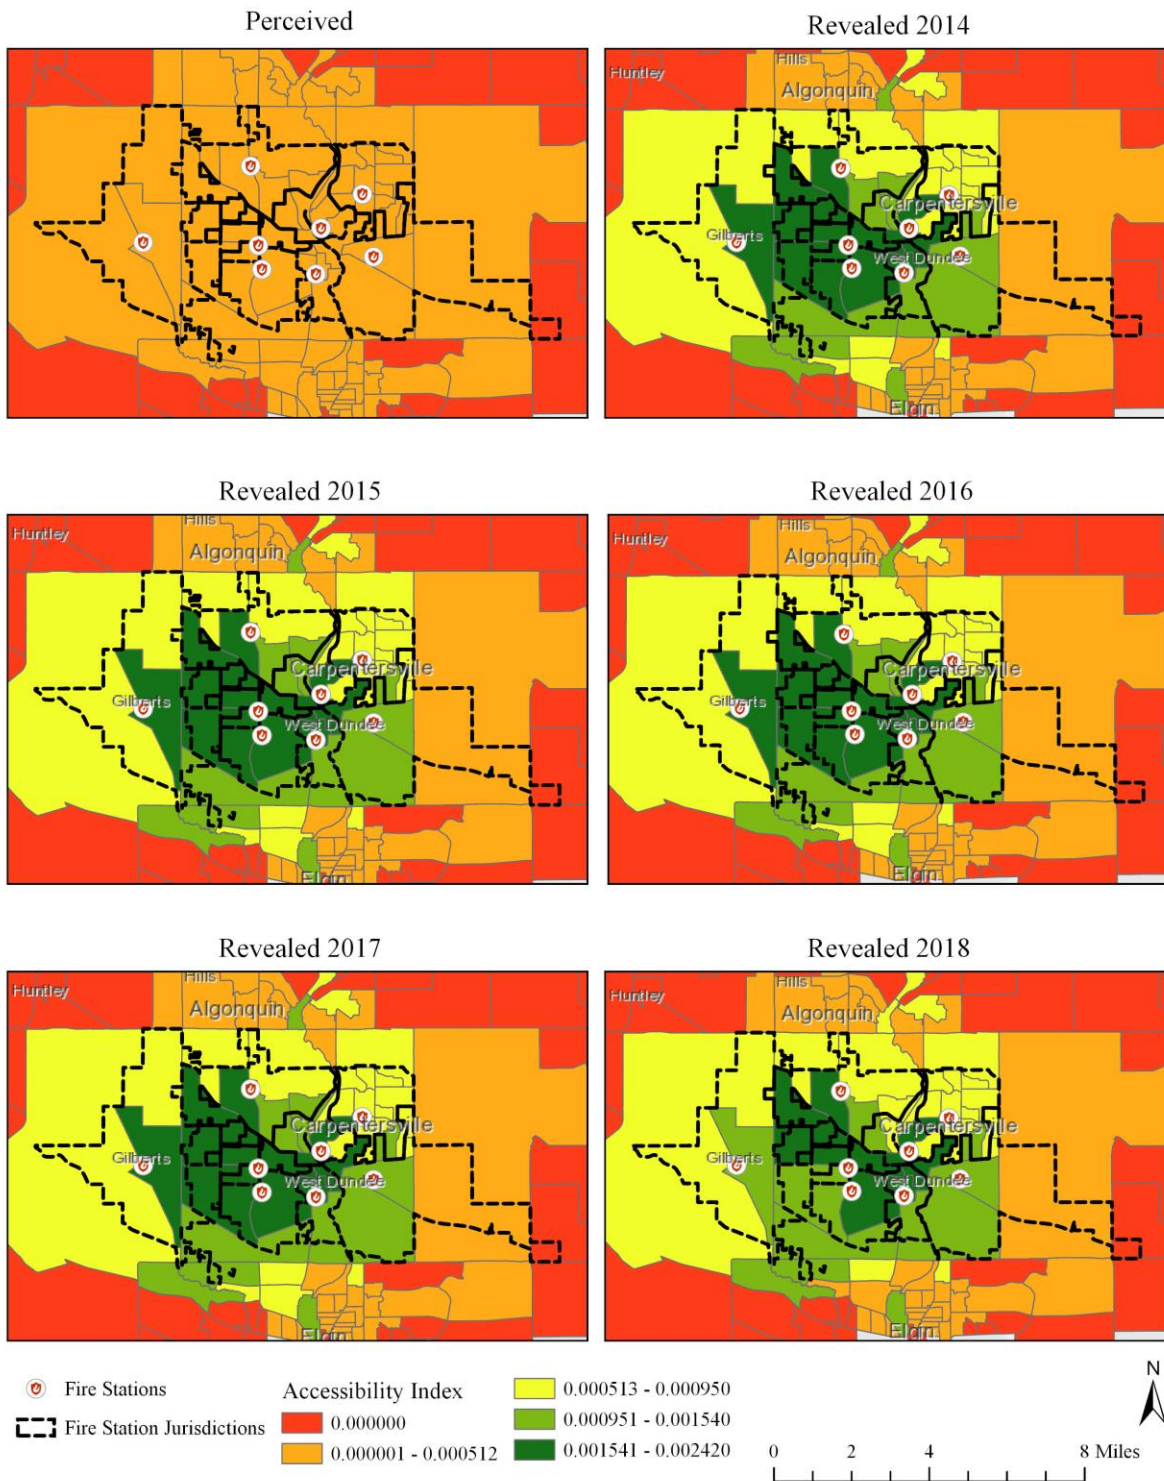 Perceived
Revealed 2014
Huntley
Hills
Algonquin
Carpentersville
Gilberts
West Dundee
Elgin
Revealed 2015
Revealed 2016
Huntley
Hills
Algonquin
Carpentersville
Gilberts
West Dundee
Elgin
Huntley
Hills
Algonquin
Carpentersville
Gilberts
West Dundee
Elgin
Revealed 2017
Revealed 2018
Huntley
Hills
Algonquin
Carpentersville
Gilberts
West Dundee
Elgin
Huntley
Hills
Algonquin
Carpentersville
Gilberts
West Dundee
Elgin
Fire Stations
Fire Station Jurisdictions
Accessibility Index
0.000000
0.000001 - 0.000512
0.000513 - 0.000950
0.000951 - 0.001540
0.001541 - 0.002420
N
0 2 4 8 Miles